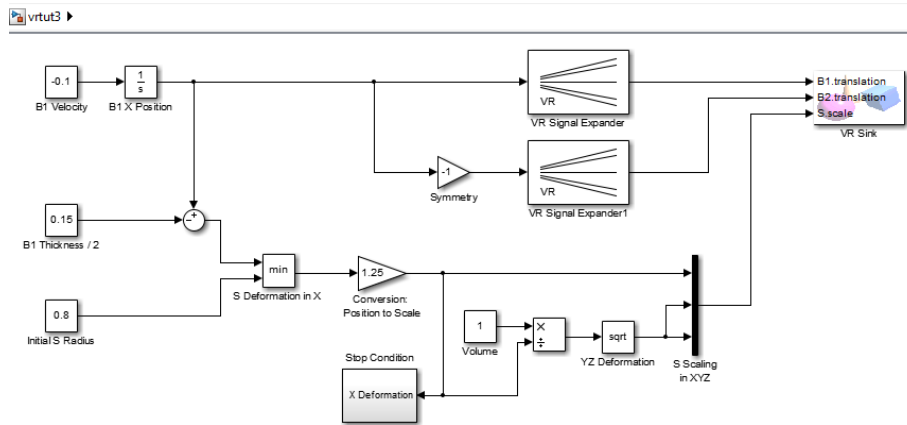 vrtut3
-0.1
B1 Velocity
1
s
B1 X Position
VR
VR Signal Expander
B1.translation
B2.translation
S.scale
VR Sink
-1
Symmetry
VR
VR Signal Expander1
0.15
B1 Thickness / 2
− +
min
S Deformation in X
1.25
Conversion:
Position to Scale
0.8
Initial S Radius
1
Volume
×
÷
sqrt
YZ Deformation
S Scaling
in XYZ
Stop Condition
X Deformation